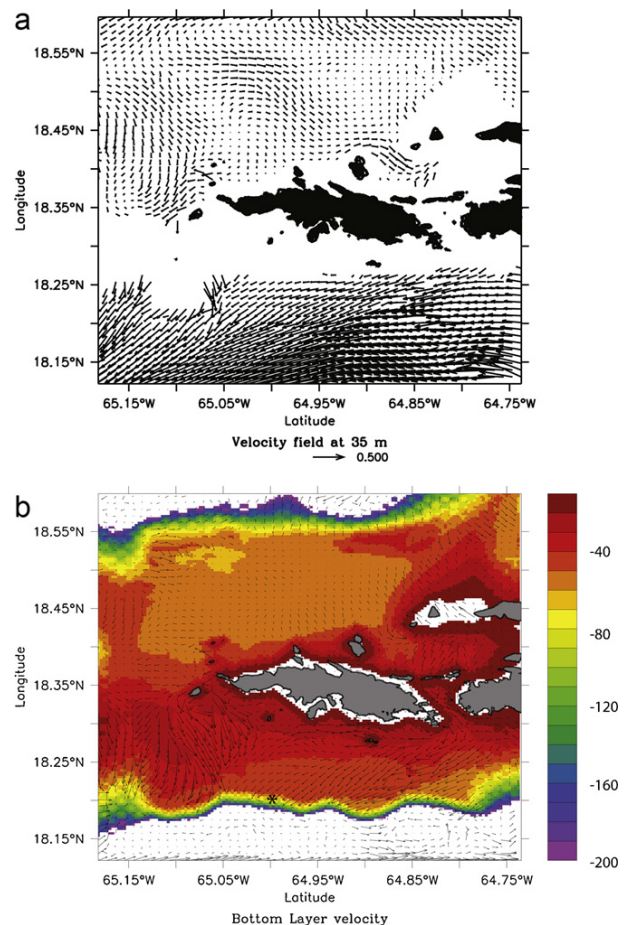 a
18.55°N
18.45°N
18.35°N
18.25°N
18.15°N
Longitude
65.15°W 65.05°W 64.95°W 64.85°W 64.75°W
Latitude
Velocity field at 35 m
0.500
b
18.55°N
18.45°N
18.35°N
18.25°N
18.15°N
Longitude
*
-40
-80
-120
-160
-200
65.15°W 65.05°W 64.95°W 64.85°W 64.75°W
Latitude
Bottom Layer velocity